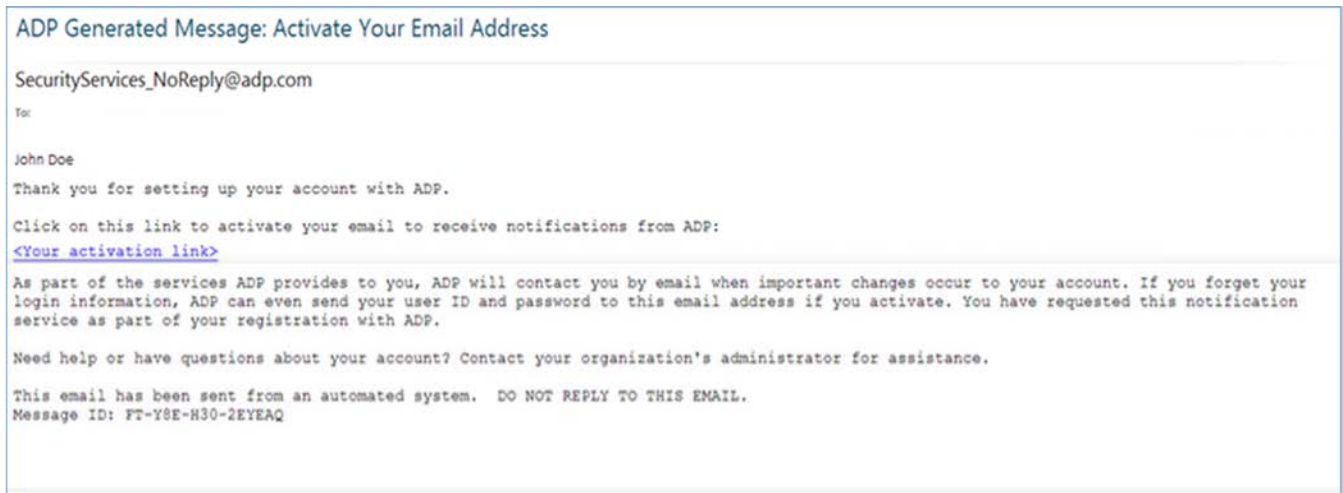 ADP Generated Message: Activate Your Email Address
SecurityServices_NoReply@adp.com
To:
John Doe
Thank you for setting up your account with ADP.
Click on this link to activate your email to receive notifications from ADP:
<Your activation link>
As part of the services ADP provides to you, ADP will contact you by email when important changes occur to your account. If you forget your
login information, ADP can even send your user ID and password to this email address if you activate. You have requested this notification
service as part of your registration with ADP.
Need help or have questions about your account? Contact your organization's administrator for assistance.
This email has been sent from an automated system.  DO NOT REPLY TO THIS EMAIL.
Message ID: FT-Y8E-H30-2EYEAQ